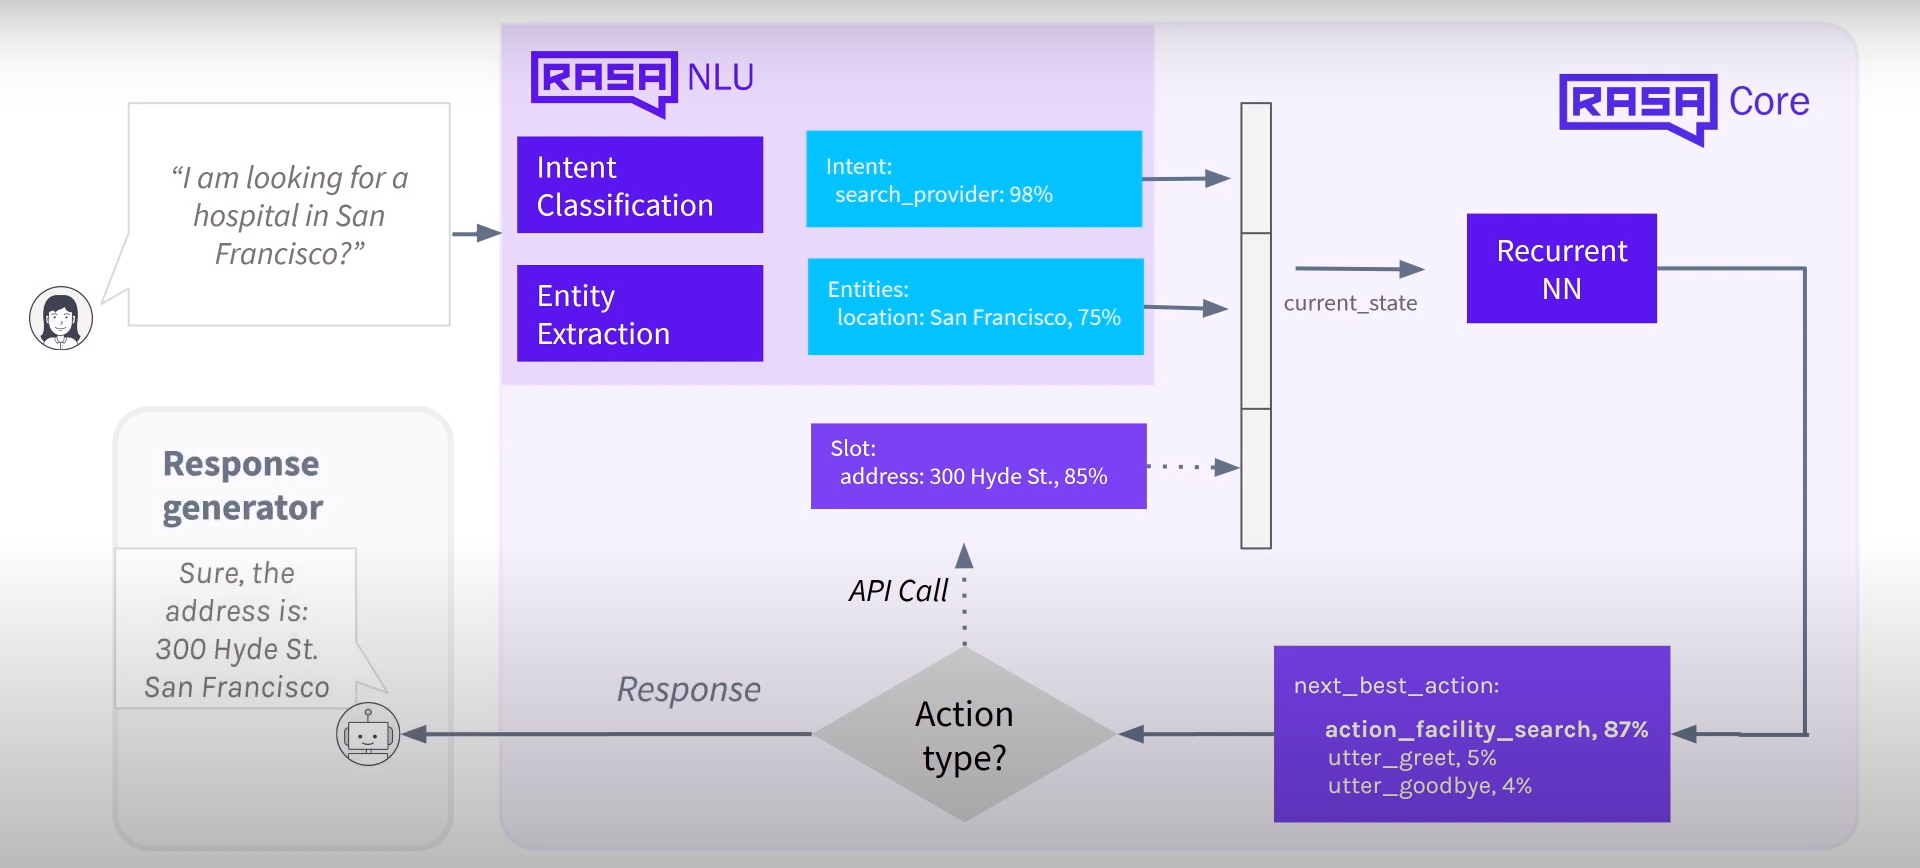 “I am looking for a
hospital in San
Francisco?”
RASA NLU
Intent
Classification
Intent:
search_provider: 98%
Entity
Extraction
Entities:
location: San Francisco, 75%
RASA Core
current_state
Recurrent
NN
Slot:
address: 300 Hyde St., 85%
API Call
next_best_action:
action_facility_search, 87%
utter_greet, 5%
utter_goodbye, 4%
Action
type?
Response
Response
generator
Sure, the
address is:
300 Hyde St.
San Francisco